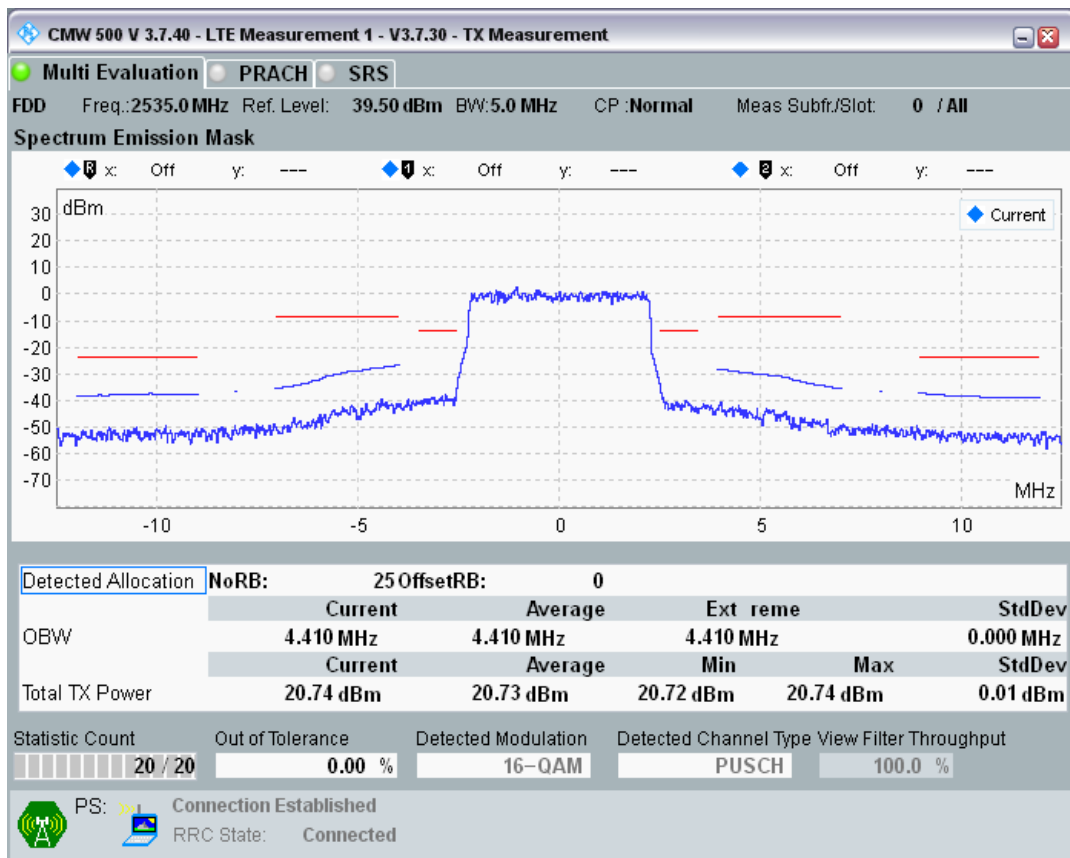 CMW 500 V 3.7.40 - LTE Measurement 1 - V3.7.30 - TX Measurement
Multi Evaluation PRACH SRS
FDD Freq.:2535.0 MHz Ref. Level: 39.50 dBm BW:5.0 MHz CP :Normal Meas Subfr./Slot: 0 / All
Spectrum Emission Mask
R x: Off y: --- 1 x: Off y: --- 2 x: Off y: ---
dBm
Current
30
20
10
0
-10
-20
-30
-40
-50
-60
-70
MHz
-10 -5 0 5 10
Detected Allocation NoRB: 25 OffsetRB: 0
Current Average Ext reme StdDev
OBW 4.410 MHz 4.410 MHz 4.410 MHz 0.000 MHz
Current Average Min Max StdDev
Total TX Power 20.74 dBm 20.73 dBm 20.72 dBm 20.74 dBm 0.01 dBm
Statistic Count Out of Tolerance Detected Modulation Detected Channel Type View Filter Throughput
20 / 20 0.00 % 16-QAM PUSCH 100.0 %
PS: Connection Established
RRC State: Connected